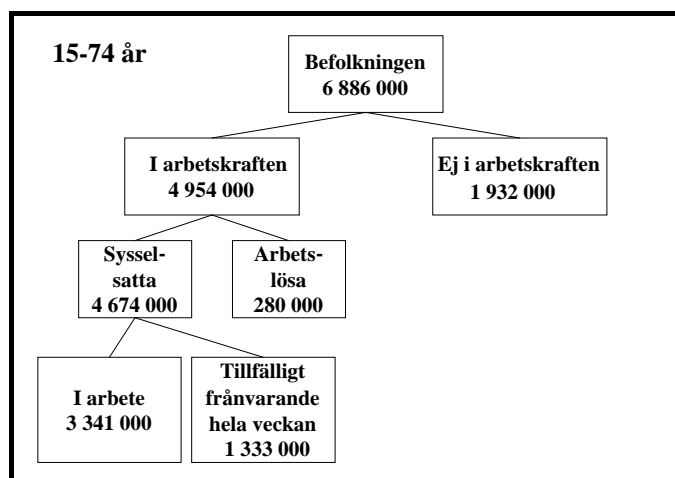 15-74 år
Befolkningen
6 886 000
I arbetskraften
4 954 000
Ej i arbetskraften
1 932 000
Syssel-
satta
4 674 000
Arbets-
lösa
280 000
I arbete
3 341 000
Tillfälligt
frånvarande
hela veckan
1 333 000